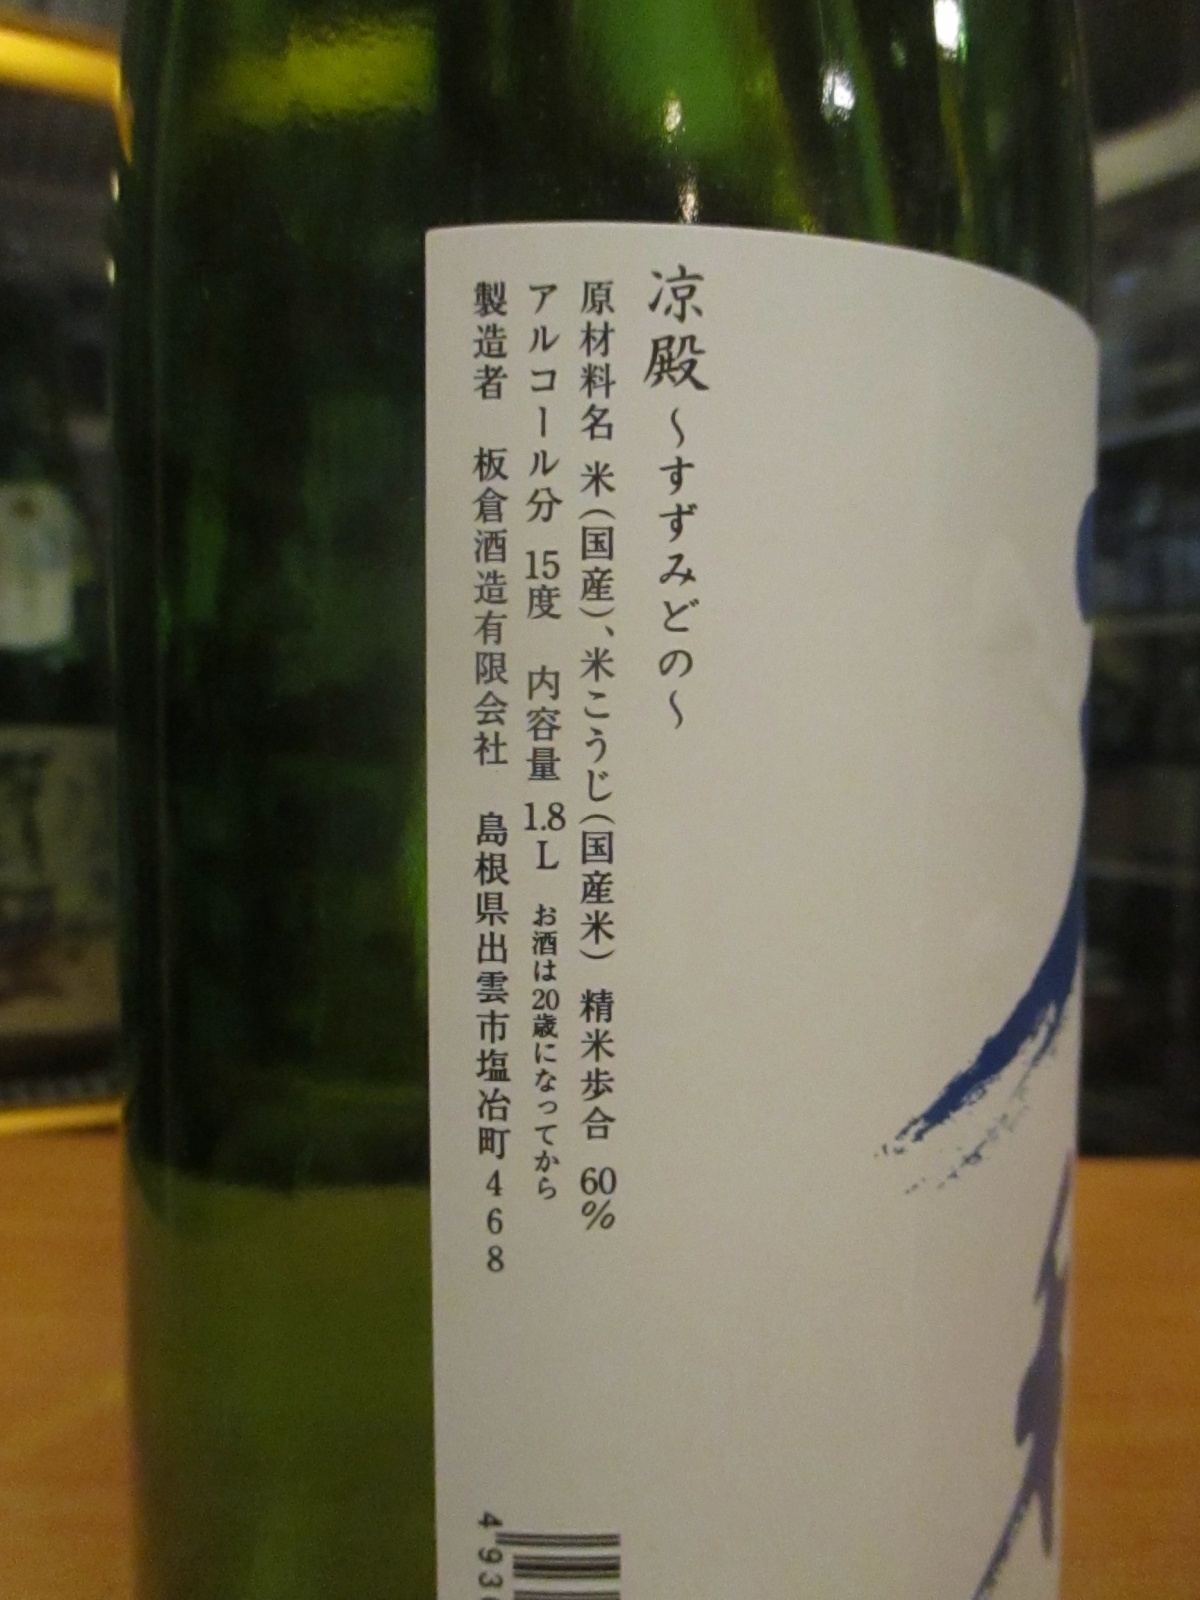 凉殿～すずみどの～
原材料名 米(国産)、米こうじ(国産米) 精米歩合 60%
アルコール分 15度 内容量 1.8L お酒は20歳になってから
製造者 板倉酒造有限会社 島根県出雲市塩冶町468